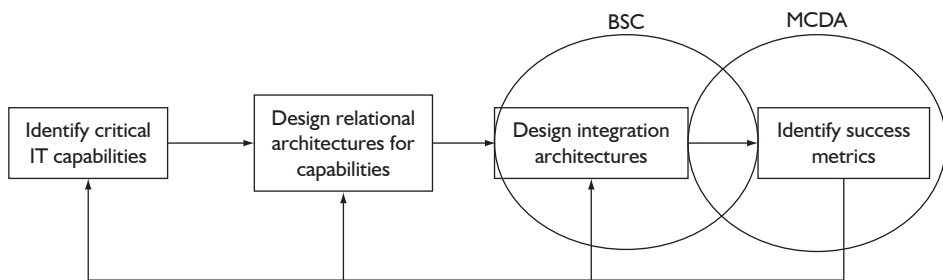 BSC
MCDA
Identify critical
IT capabilities
Design relational
architectures for
capabilities
Design integration
architectures
Identify success
metrics